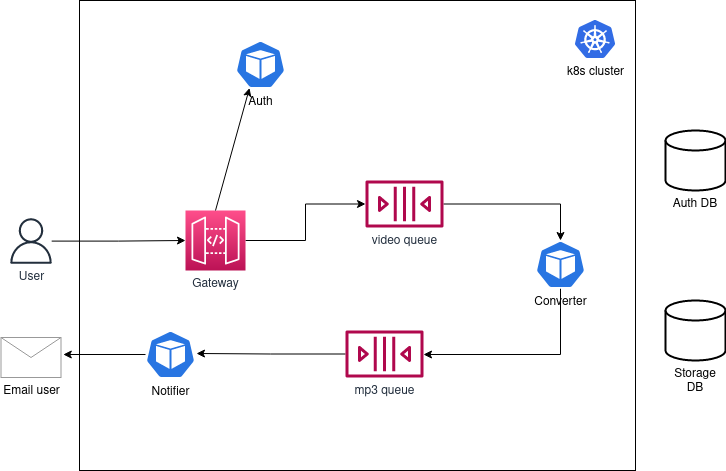 k8s cluster
Auth
Auth DB
video queue
User
Gateway
Converter
Storage
DB
Email user
Notifier
mp3 queue